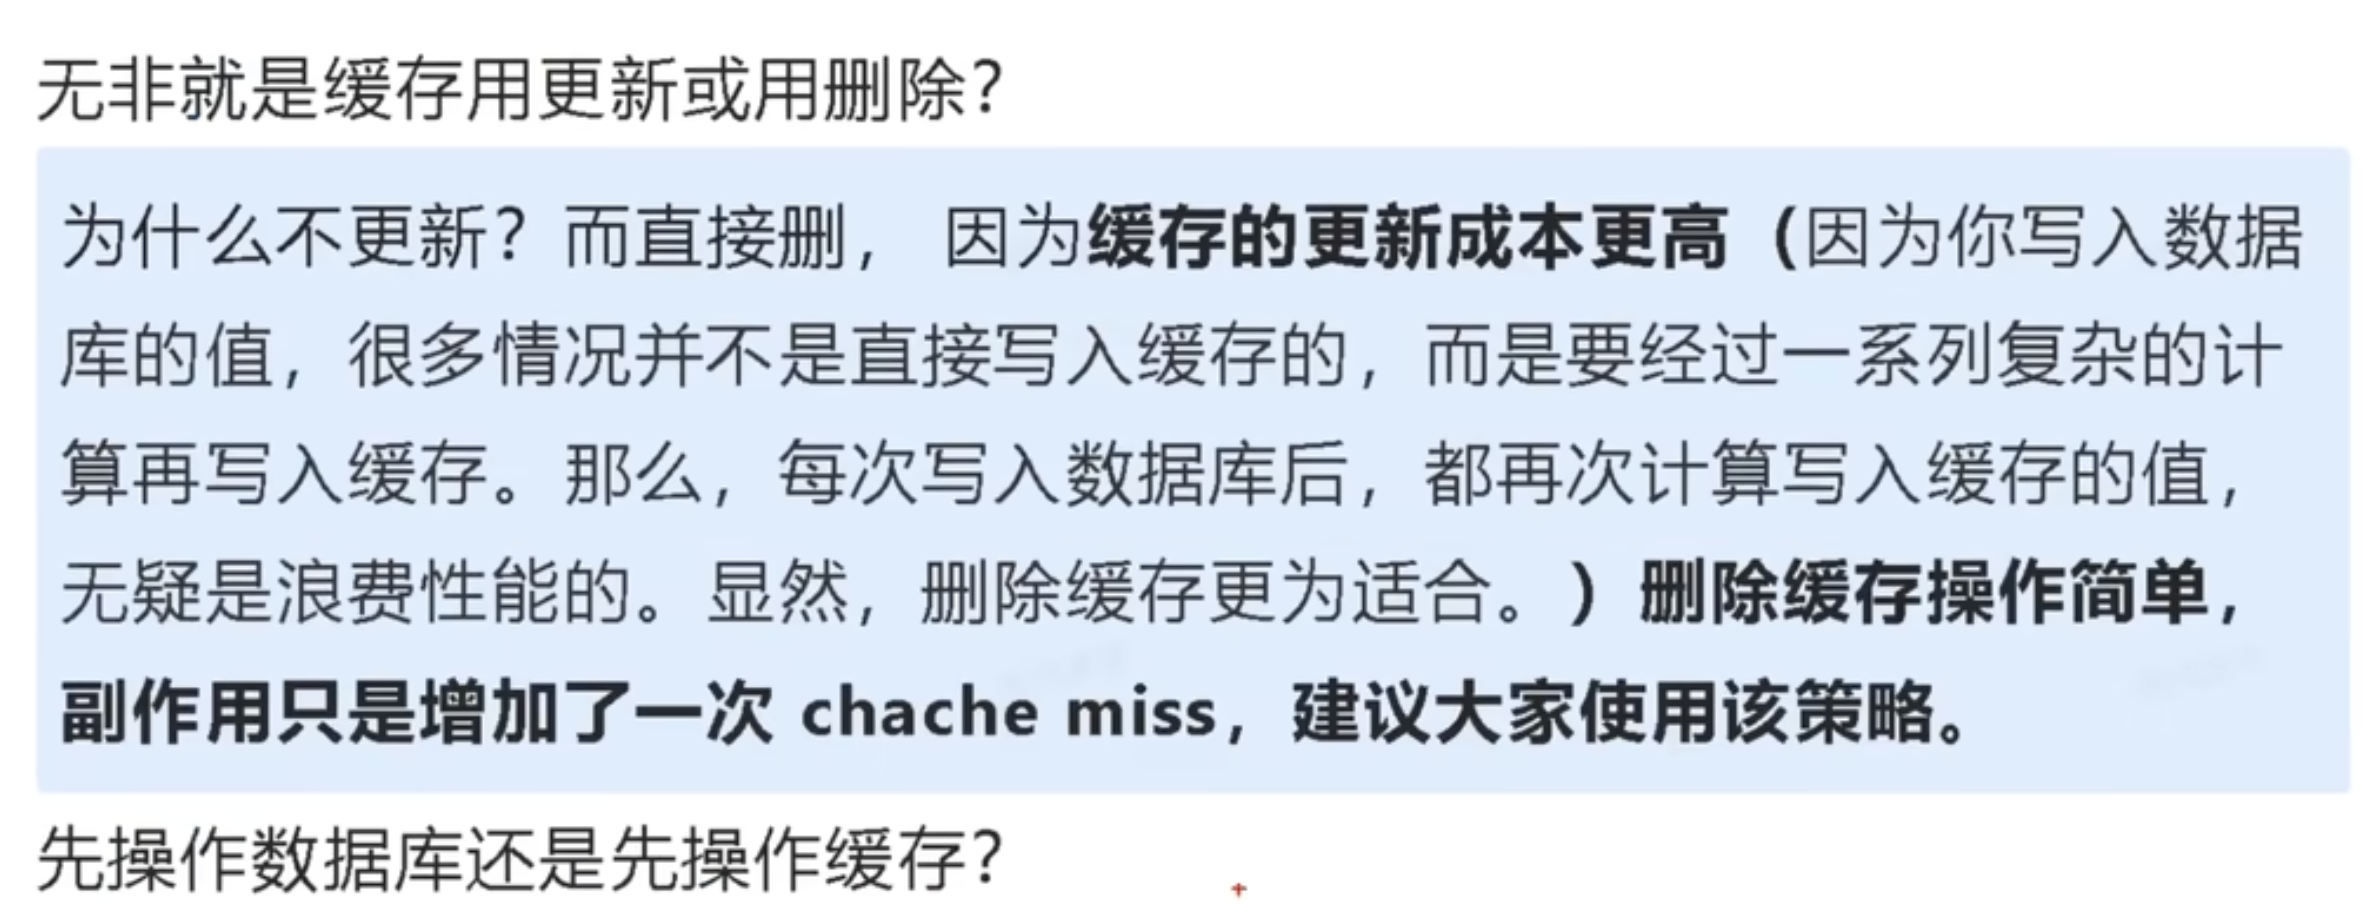 无非就是缓存用更新或用删除？
为什么不更新？而直接删， 因为缓存的更新成本更高（因为你写入数据
库的值，很多情况并不是直接写入缓存的，而是要经过一系列复杂的计
算再写入缓存。那么，每次写入数据库后，都再次计算写入缓存的值，
无疑是浪费性能的。显然，删除缓存更为适合。）删除缓存操作简单，
副作用只是增加了一次 chache miss，建议大家使用该策略。
先操作数据库还是先操作缓存？